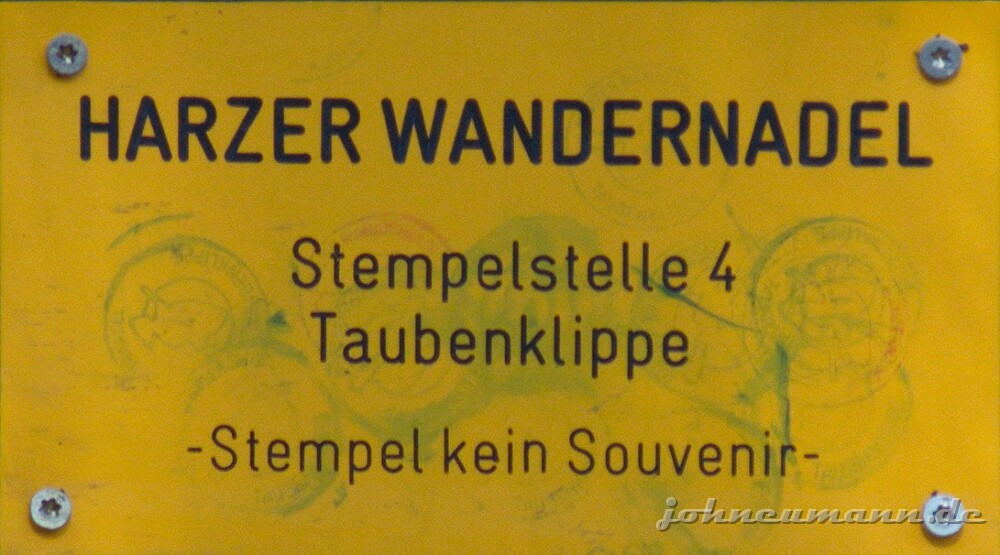 HARZER WANDERNADEL
Stempelstelle 4
Taubenklippe
-Stempel kein Souvenir-
johneumann.de